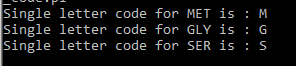 Single letter code for MET is : M
Single letter code for GLY is : G
Single letter code for SER is : S